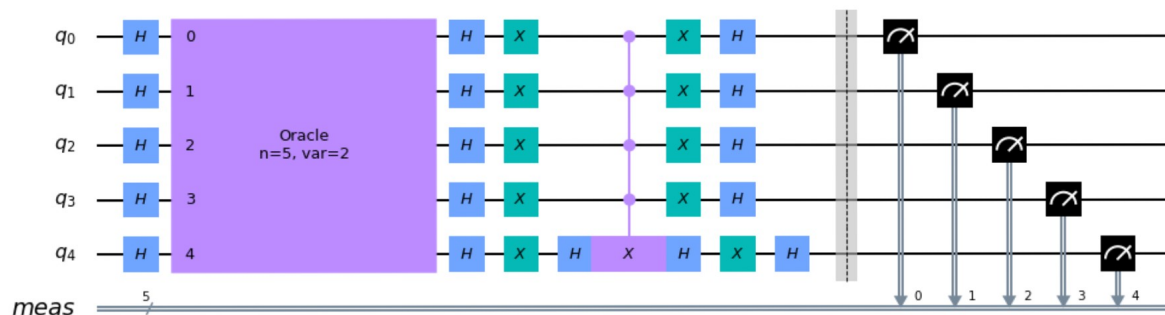 q0 H 0 H X X H
q1 H 1 H X X H
Oracle
n=5, var=2
q2 H 2 H X X H
q3 H 3 H X X H
q4 H 4 H X H X H X H
meas 5 0 1 2 3 4